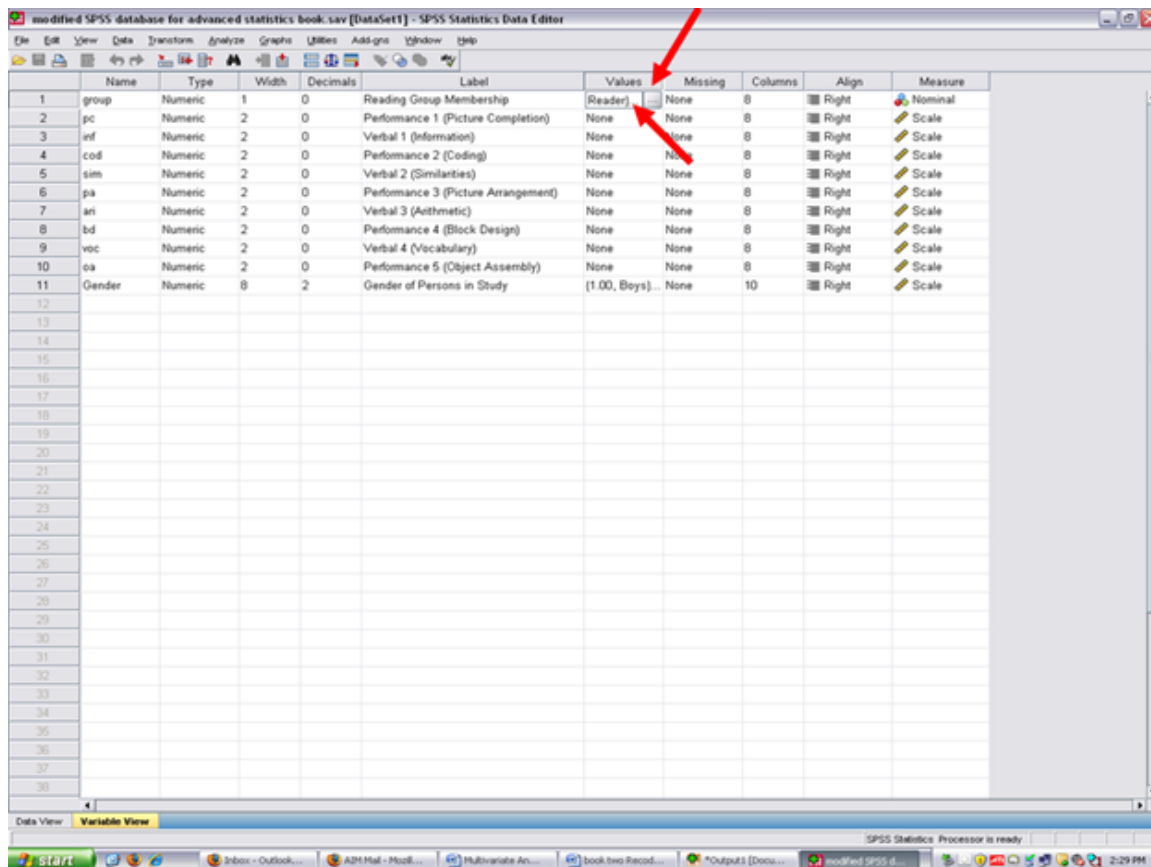 modified SPSS database for advanced statistics book.sav [DataSet1] - SPSS Statistics Data Editor
File Edit View Data Transform Analyze Graphs Utilities Add-ons Window Help
Name Type Width Decimals Label Values Missing Columns Align Measure
1 group Numeric 1 0 Reading Group Membership Reader}... ... None 8 Right Nominal
2 pc Numeric 2 0 Performance 1 (Picture Completion) None None 8 Right Scale
3 inf Numeric 2 0 Verbal 1 (Information) None None 8 Right Scale
4 cod Numeric 2 0 Performance 2 (Coding) None None 8 Right Scale
5 sim Numeric 2 0 Verbal 2 (Similarities) None None 8 Right Scale
6 pa Numeric 2 0 Performance 3 (Picture Arrangement) None None 8 Right Scale
7 ari Numeric 2 0 Verbal 3 (Arithmetic) None None 8 Right Scale
8 bd Numeric 2 0 Performance 4 (Block Design) None None 8 Right Scale
9 voc Numeric 2 0 Verbal 4 (Vocabulary) None None 8 Right Scale
10 oa Numeric 2 0 Performance 5 (Object Assembly) None None 8 Right Scale
11 Gender Numeric 8 2 Gender of Persons in Study {1.00, Boys}... None 10 Right Scale
12
13
14
15
16
17
18
19
20
21
22
23
24
25
26
27
28
29
30
31
32
33
34
35
36
37
38
Data View Variable View
SPSS Statistics Processor is ready
start Inbox - Outlook... AIM Mail - Mozill... Multivariate An... book two Recod... *Output1 [Docu... modified SPSS d... 2:29 PM